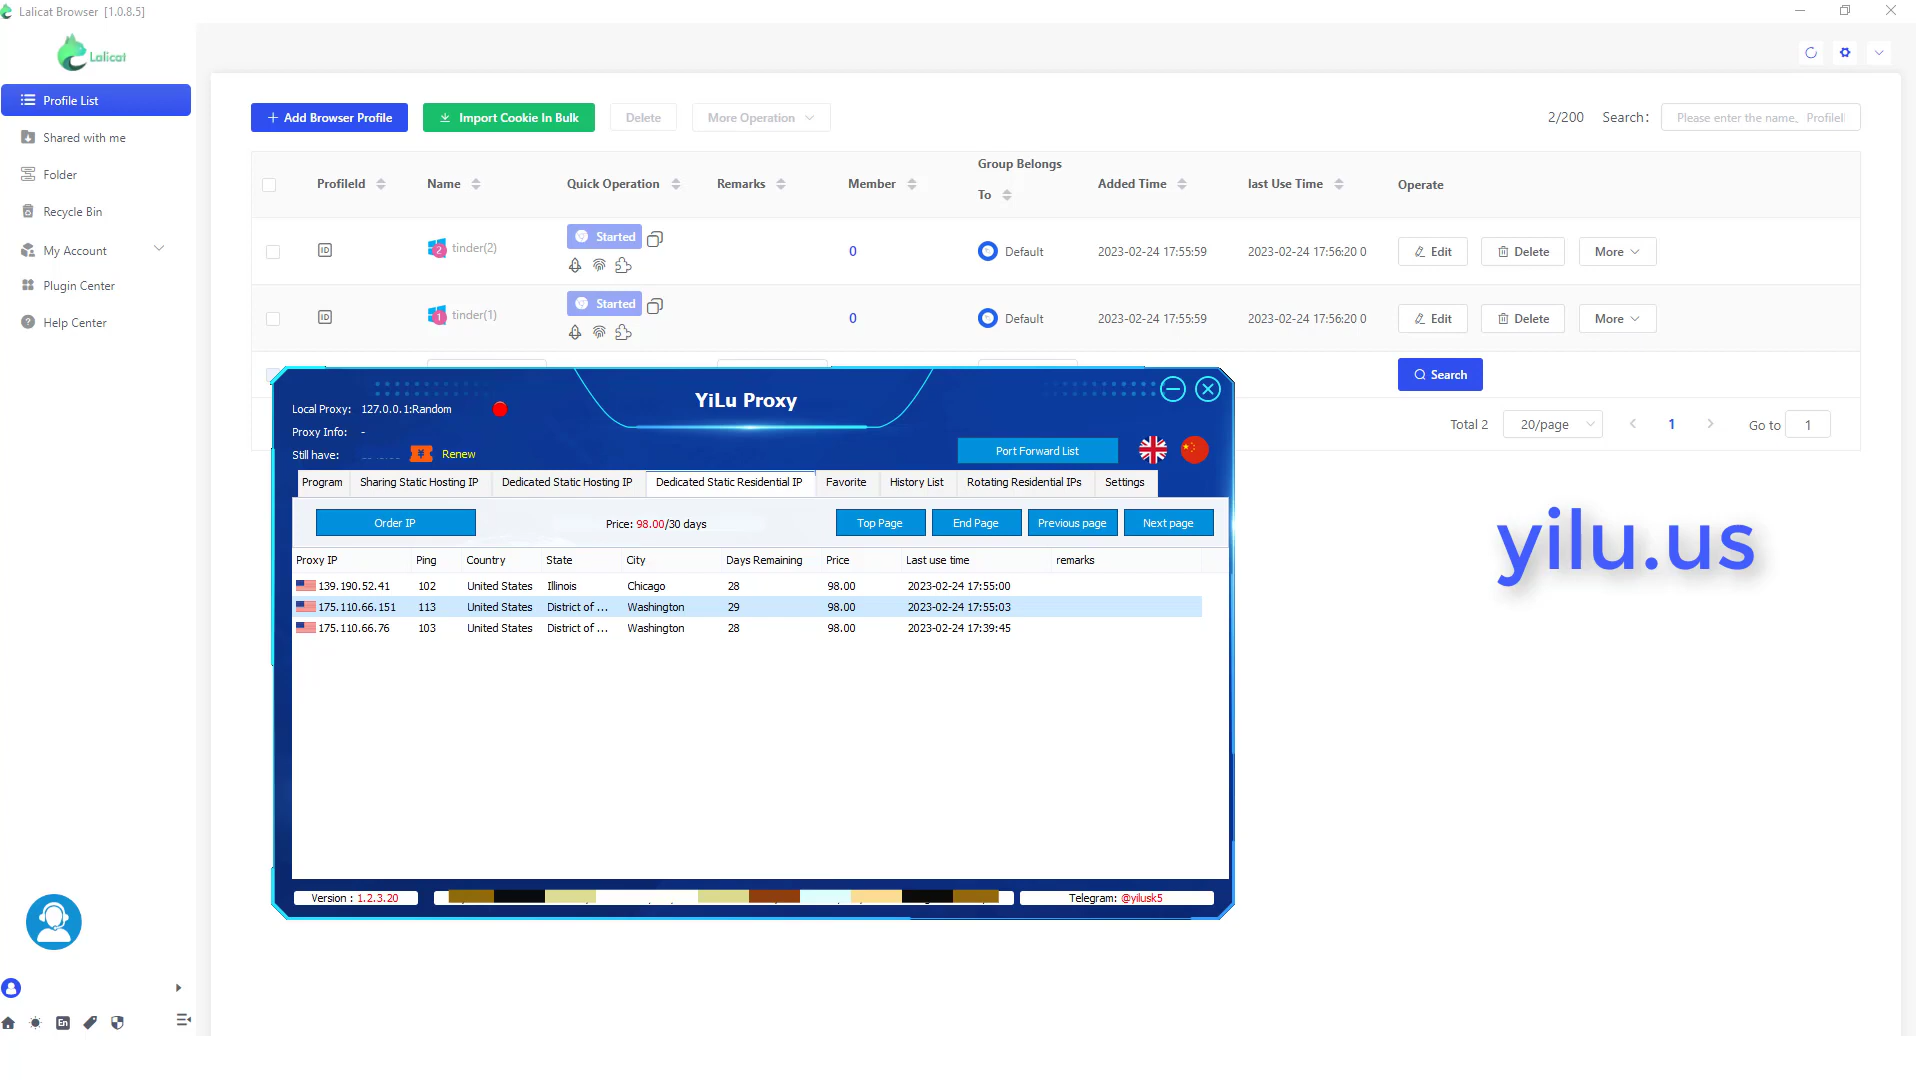 Lalicat Browser [1.0.8.5]
Lalicat
Profile List
Shared with me
Folder
Recycle Bin
My Account
Plugin Center
Help Center
En
Add Browser Profile
Import Cookie In Bulk
Delete
More Operation
2/200
Search:
Please enter the name、ProfileI
ProfileId
Name
Quick Operation
Remarks
Member
Group Belongs
To
Added Time
last Use Time
Operate
ID
2
tinder(2)
Started
0
Default
2023-02-24 17:55:59
2023-02-24 17:56:20 0
Edit
Delete
More
ID
1
tinder(1)
Started
0
Default
2023-02-24 17:55:59
2023-02-24 17:56:20 0
Edit
Delete
More
Search
Total 2
20/page
1
Go to
1
YiLu Proxy
Local Proxy: 127.0.0.1:Random
Proxy Info: -
Still have:
¥
Renew
Port Forward List
Program
Sharing Static Hosting IP
Dedicated Static Hosting IP
Dedicated Static Residential IP
Favorite
History List
Rotating Residential IPs
Settings
Order IP
Price: 98.00/30 days
Top Page
End Page
Previous page
Next page
Proxy IP Ping Country State City Days Remaining Price Last use time remarks
139.190.52.41 102 United States Illinois Chicago 28 98.00 2023-02-24 17:55:00
175.110.66.151 113 United States District of ... Washington 29 98.00 2023-02-24 17:55:03
175.110.66.76 103 United States District of ... Washington 28 98.00 2023-02-24 17:39:45
Version : 1.2.3.20
Telegram: @yilusk5
yilu.us